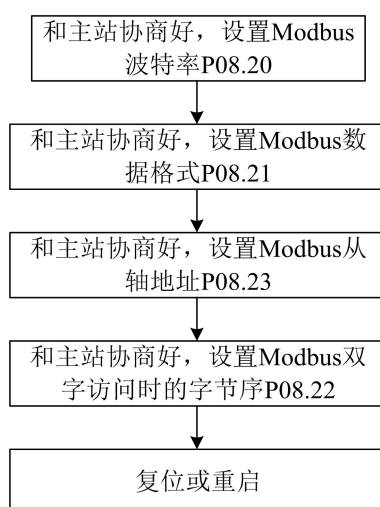 和主站协商好，设置Modbus
波特率P08.20
和主站协商好，设置Modbus数
据格式P08.21
和主站协商好，设置Modbus从
轴地址P08.23
和主站协商好，设置Modbus双
字访问时的字节序P08.22
复位或重启